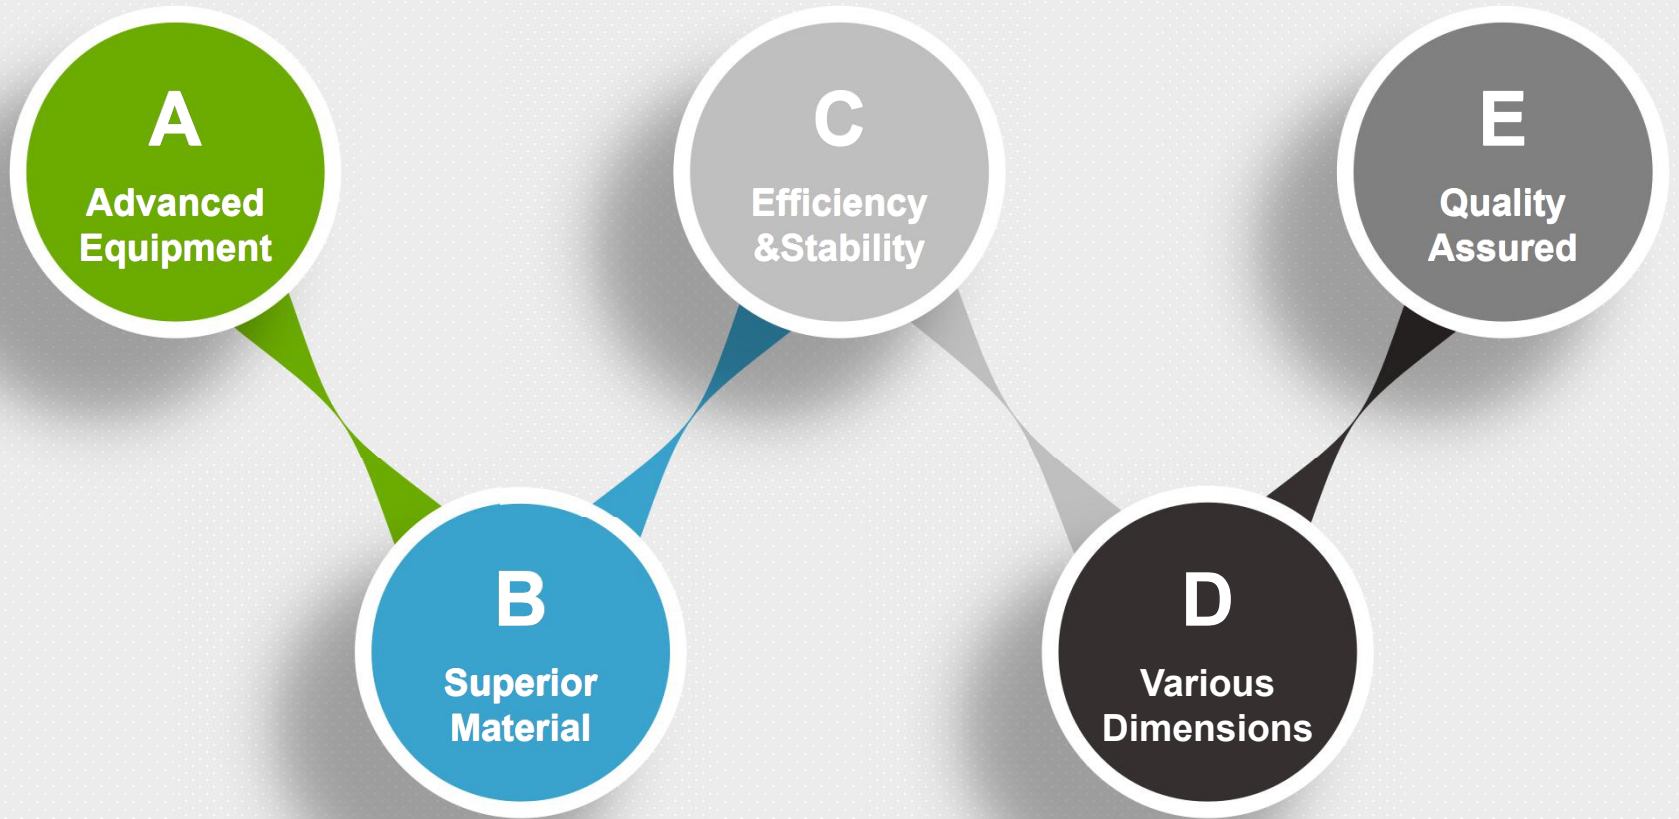 A
Advanced
Equipment
B
Superior
Material
C
Efficiency
&Stability
D
Various
Dimensions
E
Quality
Assured